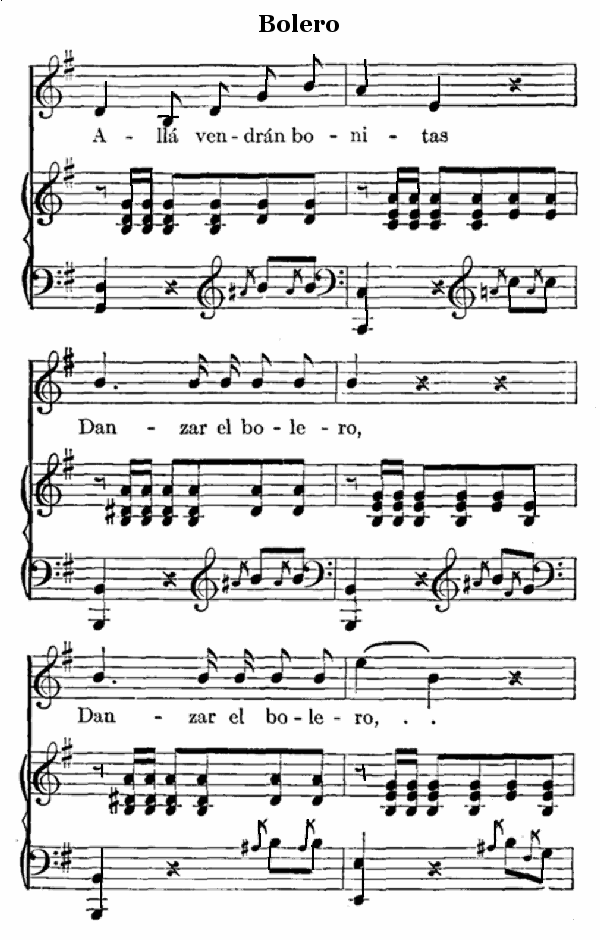 Bolero
A - llá ven - drán bo - ni - tas
Dan - zar el bo - le - ro,
Dan - zar el bo - le - ro, . .